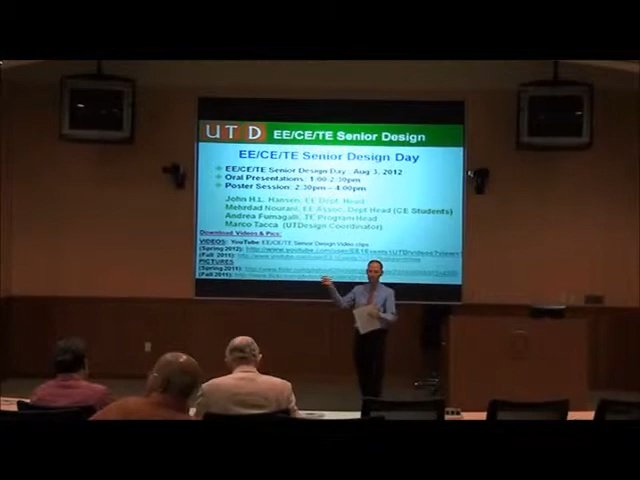 UTD EE/CE/TE Senior Design
EE/CE/TE Senior Design Day
EE/CE/TE Senior Design Day : Aug 3, 2012
Oral Presentations: 1:00-2:30pm
Poster Session: 2:30pm – 4:00pm
John H.L. Hansen, EE Dept. Head
Mehrdad Nourani, EE Assoc. Dept Head (CE Students)
Andrea Fumagalli, TE Program Head
Marco Tacca (UTDesign Coordinator)
Download Videos & Pics:
VIDEOS: YouTube EE/CE/TE Senior Design Video clips
(Spring 2012)
(Fall 2011)
PICTURES
(Spring 2011)
(Fall 2011)